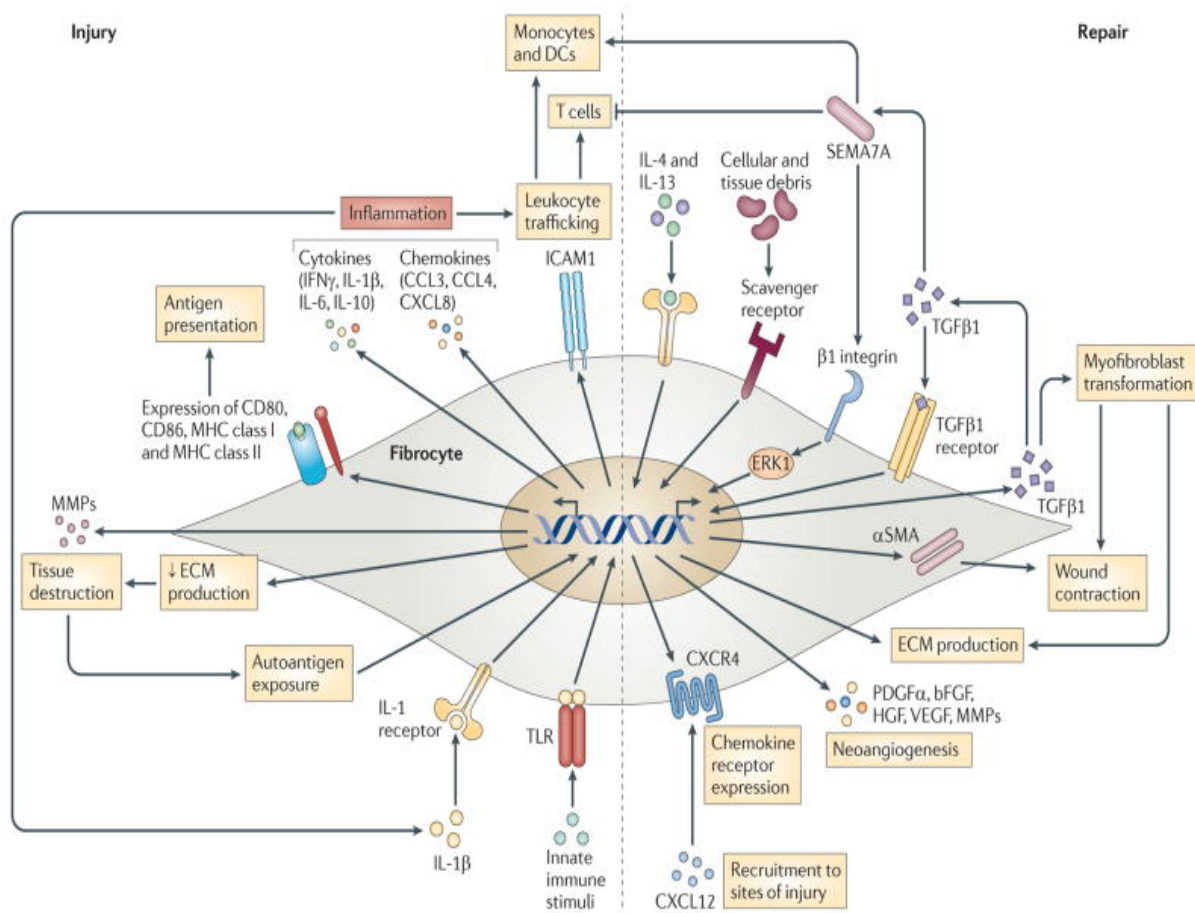 Injury
Repair
Monocytes
and DCs
T cells
SEMA7A
IL-4 and
IL-13
Cellular and
tissue debris
Inflammation
Leukocyte
trafficking
Cytokines
(IFNγ, IL-1β,
IL-6, IL-10)
Chemokines
(CCL3, CCL4,
CXCL8)
ICAM1
Scavenger
receptor
TGFβ1
Antigen
presentation
β1 integrin
Myofibroblast
transformation
Expression of CD80,
CD86, MHC class I
and MHC class II
Fibrocyte
ERK1
TGFβ1
receptor
TGFβ1
MMPs
αSMA
Tissue
destruction
↓ ECM
production
Wound
contraction
ECM production
Autoantigen
exposure
CXCR4
IL-1
receptor
TLR
PDGFα, bFGF,
HGF, VEGF, MMPs
Neoangiogenesis
Chemokine
receptor
expression
IL-1β
Innate
immune
stimuli
CXCL12
Recruitment to
sites of injury